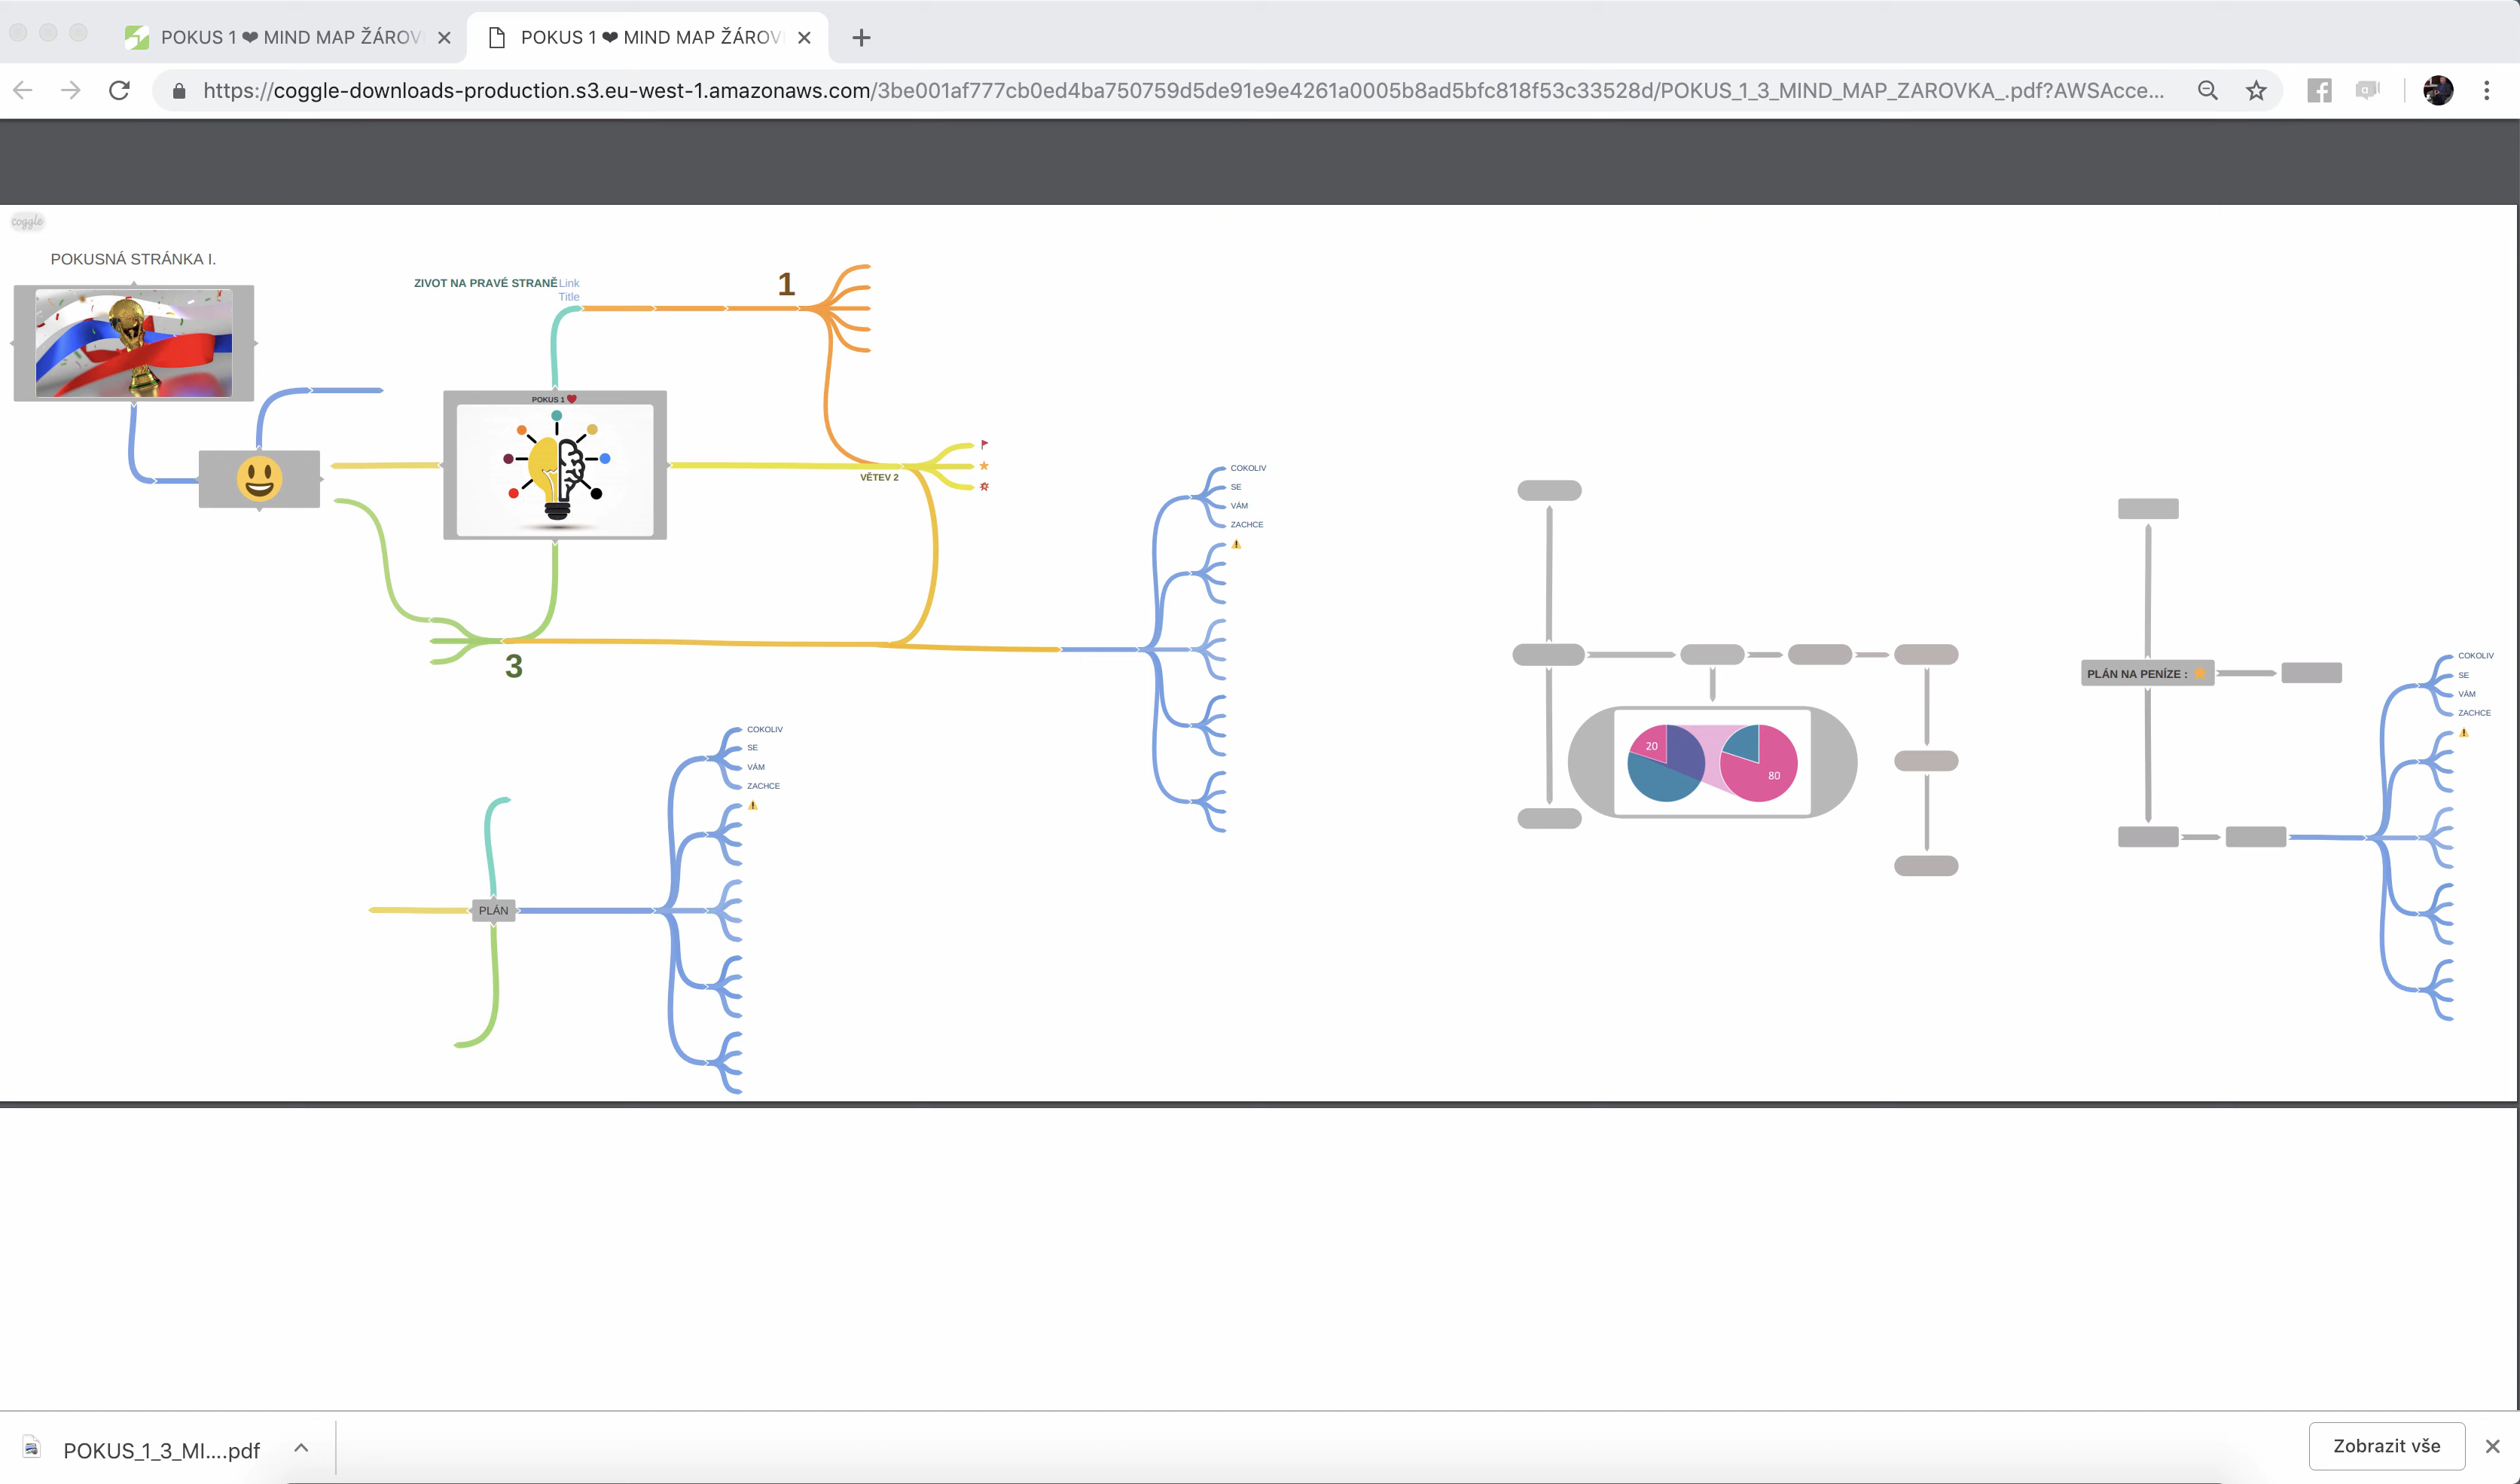 POKUS 1 ❤ MIND MAP ŽÁROV
POKUS 1 ❤ MIND MAP ŽÁROV
https://coggle-downloads-production.s3.eu-west-1.amazonaws.com/3be001af777cb0ed4ba750759d5de91e9e4261a0005b8ad5bfc818f53c33528d/POKUS_1_3_MIND_MAP_ZAROVKA_.pdf?AWSAcce...
coggle
POKUSNÁ STRÁNKA I.
ZIVOT NA PRAVÉ STRANĚ
Link
Title
1
POKUS 1 ❤
VĚTEV 2
3
COKOLIV
SE
VÁM
ZACHCE
COKOLIV
SE
VÁM
ZACHCE
PLÁN
20
80
PLÁN NA PENÍZE :
COKOLIV
SE
VÁM
ZACHCE
POKUS_1_3_MI....pdf
Zobrazit vše